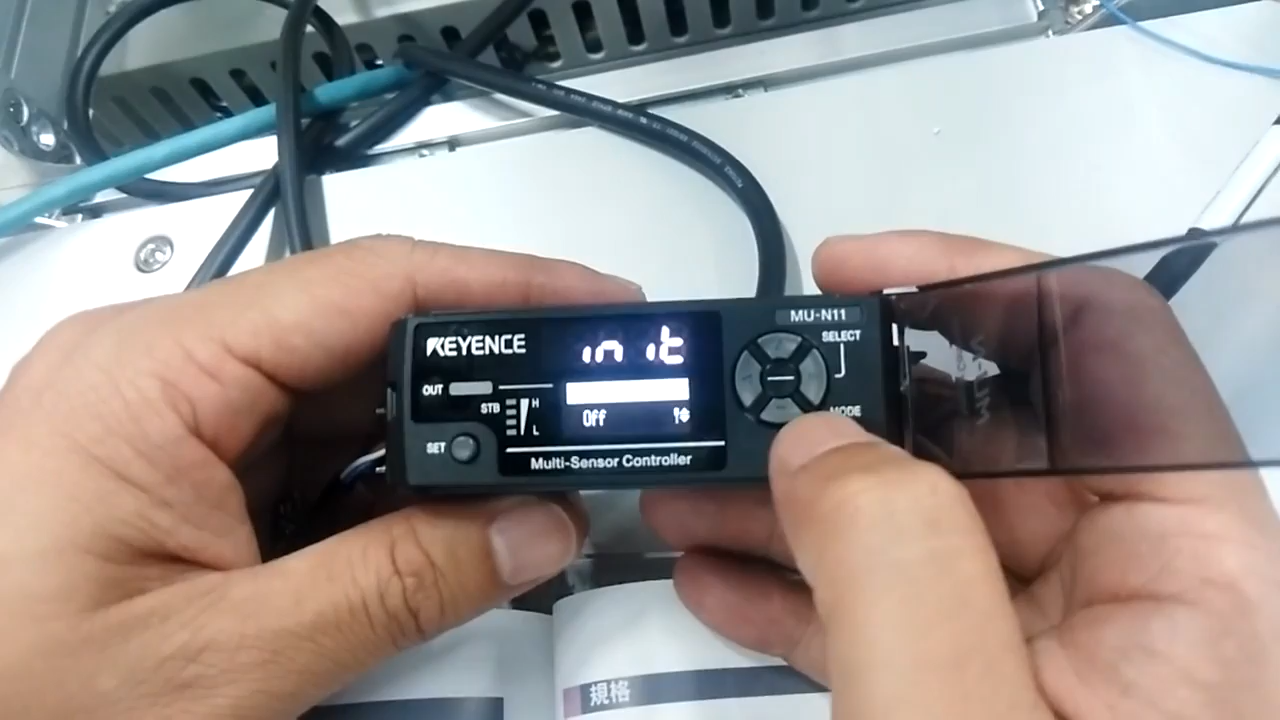 MU-N11
KEYENCE
init
SELECT
OUT
STB
H
L
Off
MODE
SET
Multi-Sensor Controller
規格